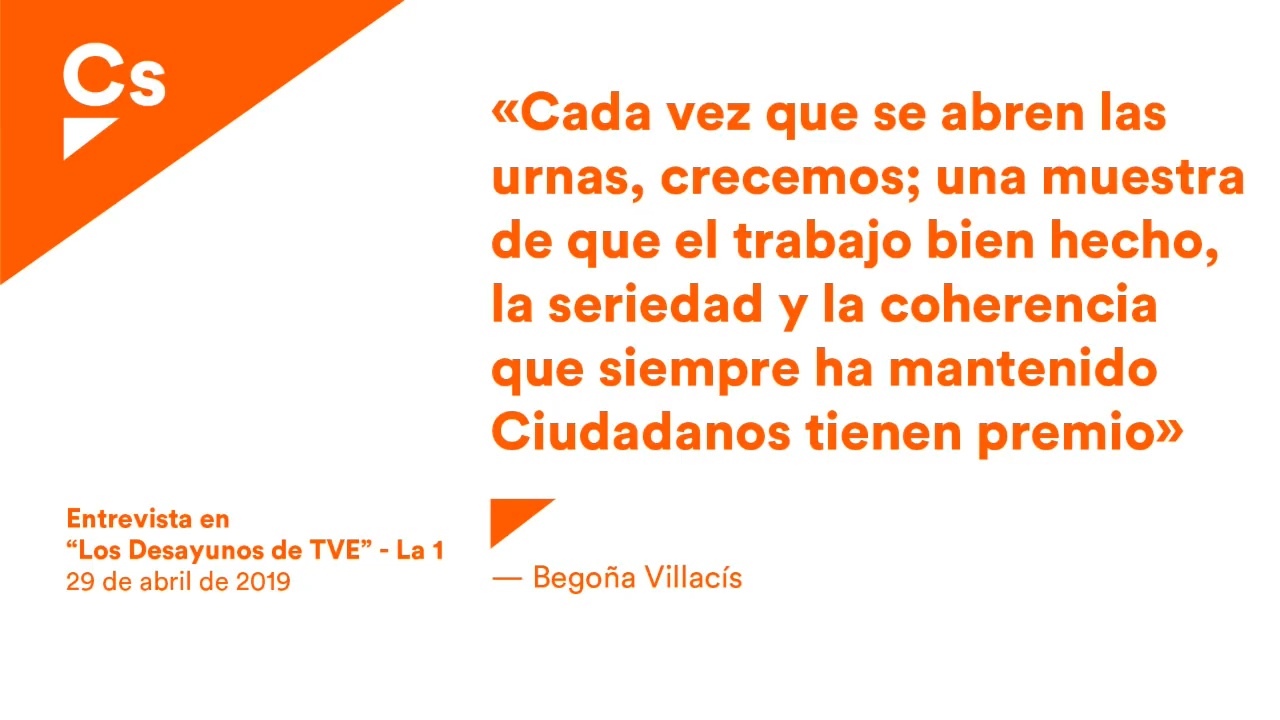 Cs
«Cada vez que se abren las
urnas, crecemos; una muestra
de que el trabajo bien hecho,
la seriedad y la coherencia
que siempre ha mantenido
Ciudadanos tienen premio»
— Begoña Villacís
Entrevista en
“Los Desayunos de TVE” - La 1
29 de abril de 2019